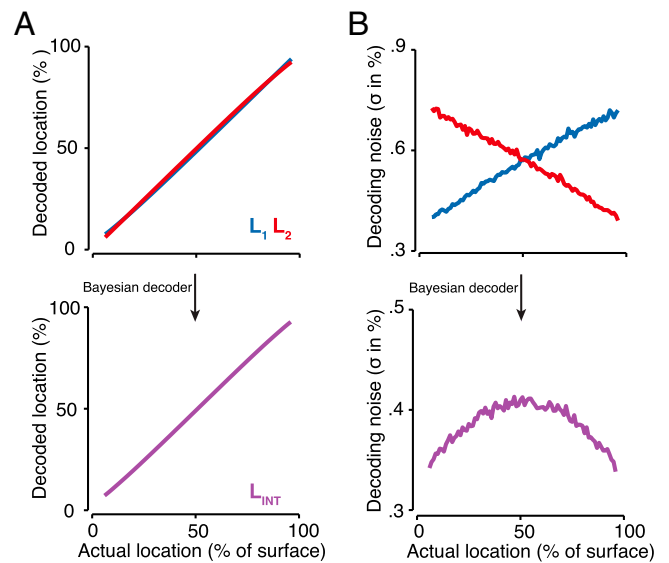 A
Decoded location (% )
100
50
0
L1 L2
B
Decoding noise (σ in %)
.9
.6
.3
Bayesian decoder
Bayesian decoder
Decoded location (%)
100
50
0
LINT
0 50 100
Actual location (% of surface)
Decoding noise (σ in %)
.5
.4
.3
0 50 100
Actual location (% of surface)